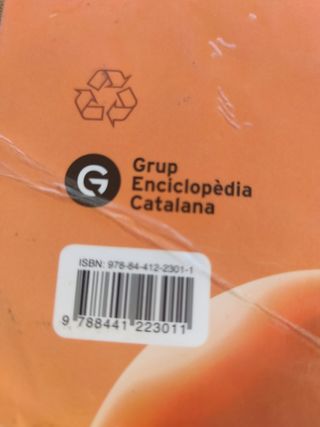 G
Grup
Enciclopèdia
Catalana
ISBN: 978-84-412-2301-1
9 788441 223011